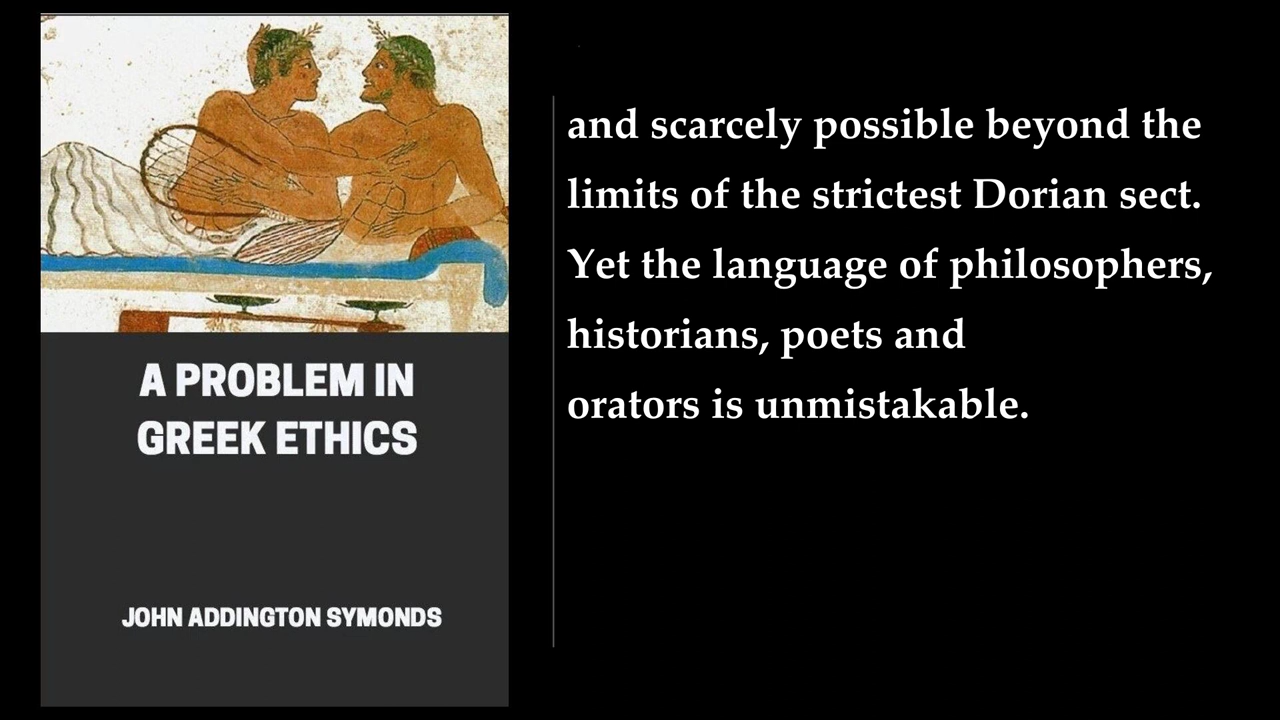 A PROBLEM IN
GREEK ETHICS
JOHN ADDINGTON SYMONDS
and scarcely possible beyond the
limits of the strictest Dorian sect.
Yet the language of philosophers,
historians, poets and
orators is unmistakable.